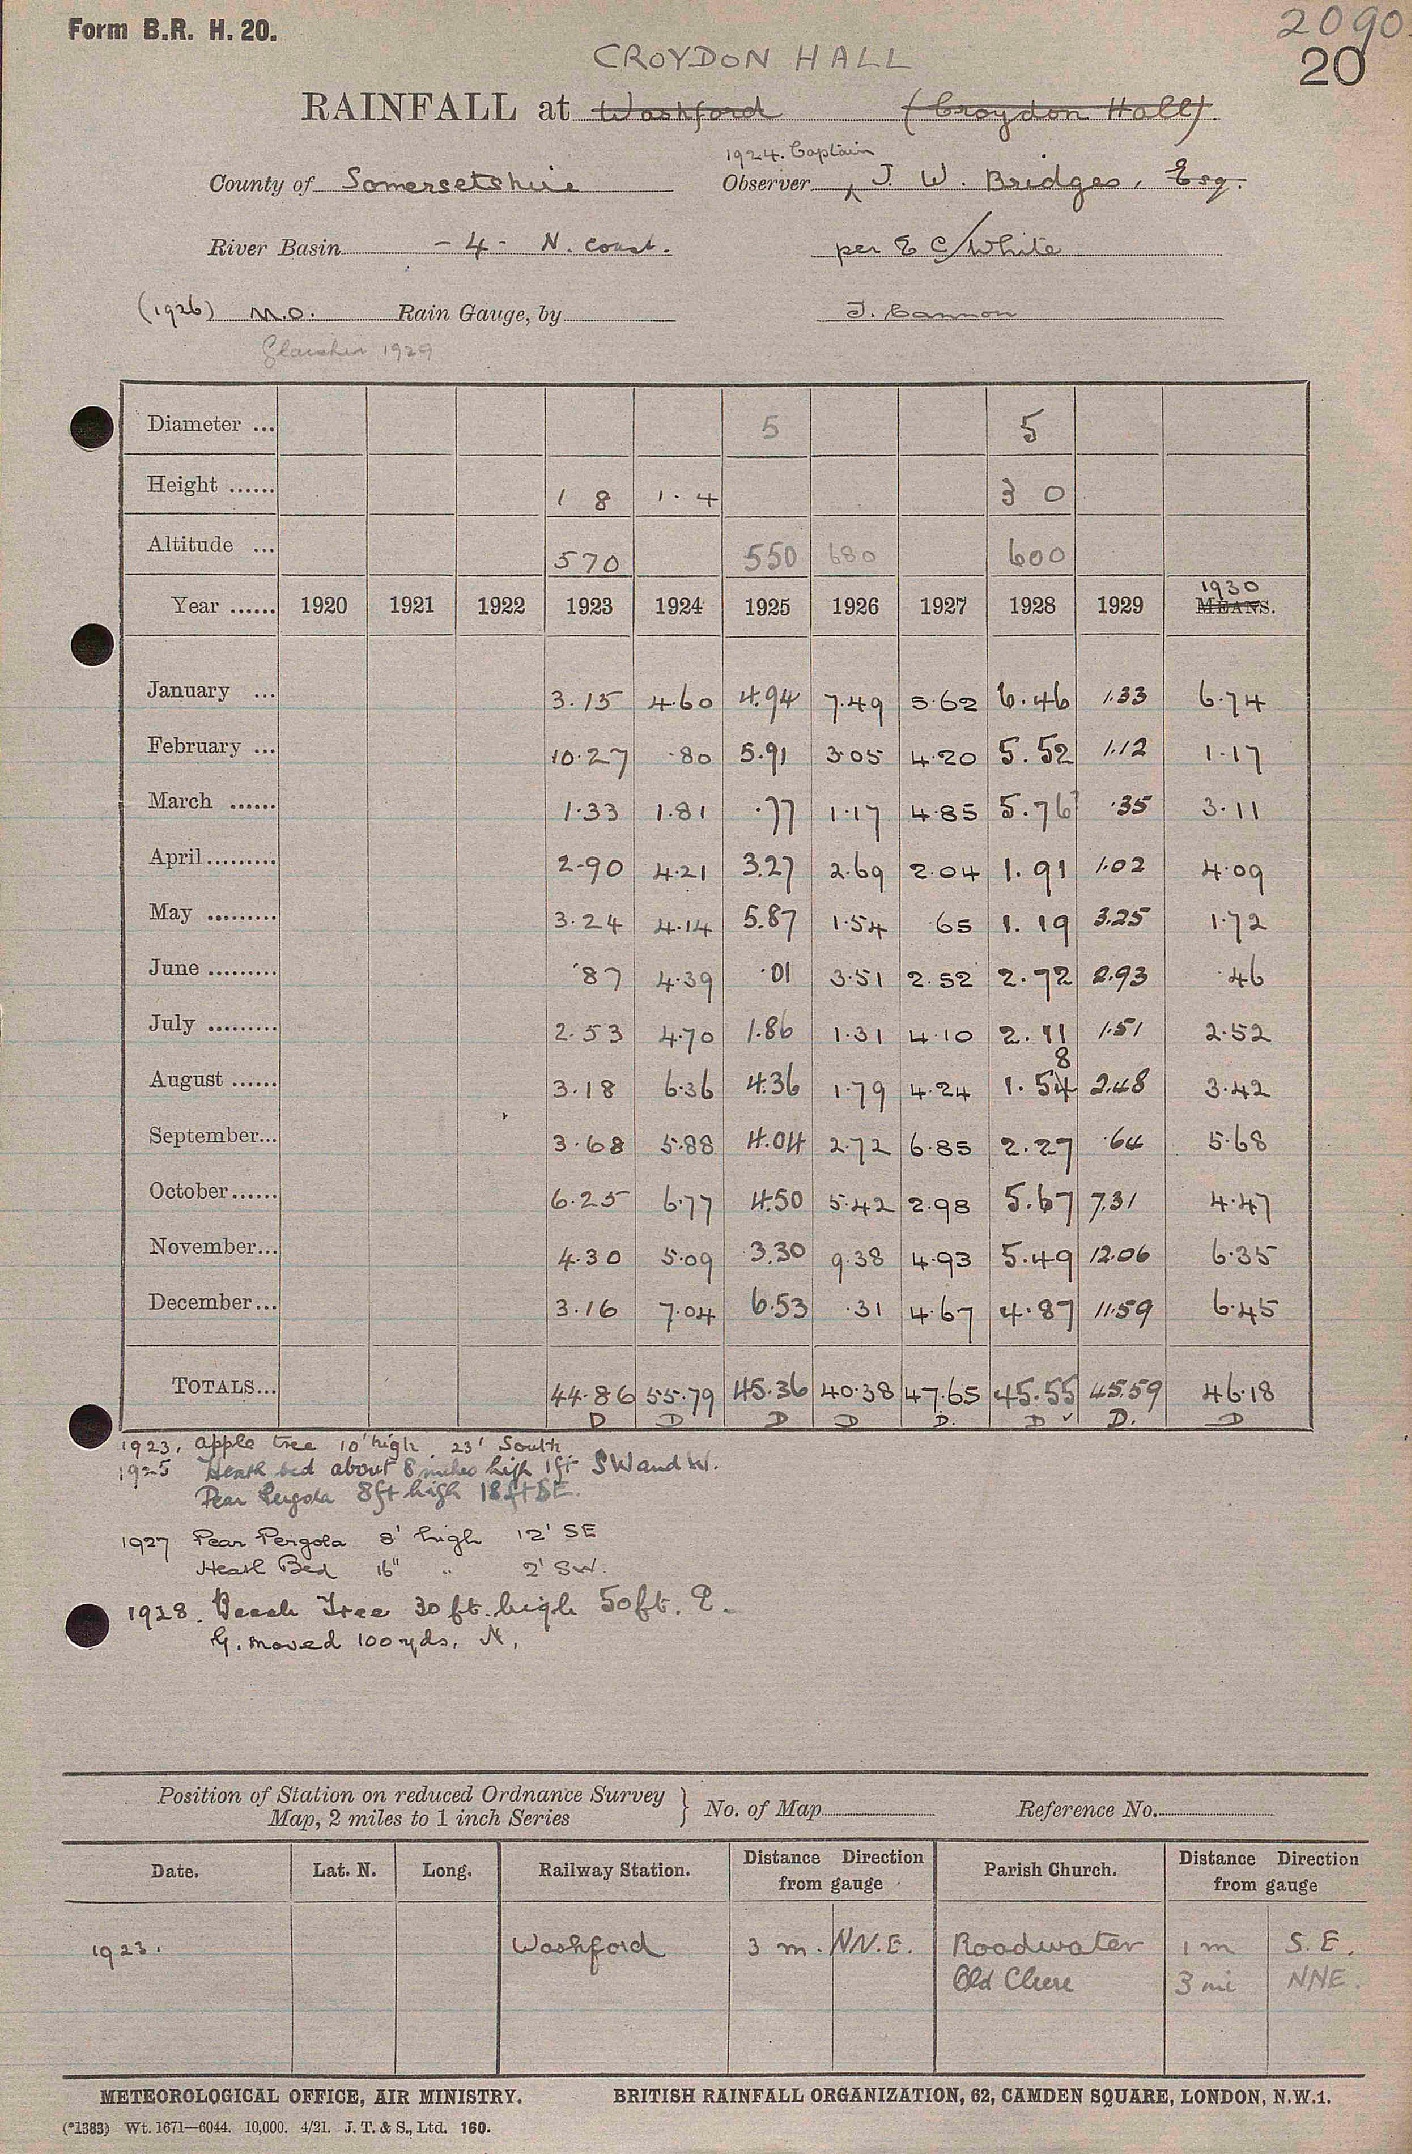 Form B.R. H. 20.
2090.
20
CROYDON HALL
RAINFALL at Washford (Croydon Hall).
1924. Captain
County of Somersetshire Observer J. W. Bridges, Esq.
River Basin - 4 - N. Coast. per E C/White
(1926) M.O. Rain Gauge, by J. Cannon
Glaisher 1929
Diameter ... 5 5
Height ...... 1 8 1.4 3 0
Altitude ... 570 550 680 600
1930
Year ...... 1920 1921 1922 1923 1924 1925 1926 1927 1928 1929 MEANS.
January ... 3.15 4.60 4.94 7.49 5.62 6.46 1.33 6.74
February ... 10.27 .80 5.91 3.05 4.20 5.52 1.12 1.17
March ...... 1.33 1.81 .77 1.17 4.85 5.76? .35 3.11
April ......... 2.90 4.21 3.27 2.69 2.04 1.91 1.02 4.09
May ......... 3.24 4.14 5.87 1.54 .65 1.19 3.25 1.72
June ......... .87 4.39 .01 3.51 2.52 2.72 2.93 .46
July ......... 2.53 4.70 1.86 1.31 4.10 2.11 1.51 2.52
8
August ...... 3.18 6.36 4.36 1.79 4.24 1.54 2.48 3.42
September... 3.68 5.88 4.04 2.72 6.85 2.27 .64 5.68
October...... 6.25 6.77 4.50 5.42 2.98 5.67 7.31 4.47
November... 4.30 5.09 3.30 9.38 4.93 5.49 12.06 6.35
December... 3.16 7.04 6.53 .31 4.67 4.87 11.59 6.45
TOTALS... 44.86 55.79 45.36 40.38 47.65 45.55 45.59 46.18
D D D D D. D ✓ D. D
1923. Apple tree 10' high 23' South
1925 Heath bed about 8 inches high 1ft SW and W.
Pear Pergola 8ft high 18ft SE.
1927 Pear Pergola 8' high 12' SE
Heath Bed 16" " 2' SW.
1928. Beech Tree 30 ft. high 50 ft. E.
G. moved 100 yds. N.
Position of Station on reduced Ordnance Survey
Map, 2 miles to 1 inch Series } No. of Map Reference No.
Date. Lat. N. Long. Railway Station. Distance Direction from gauge Parish Church. Distance Direction from gauge
1923. Washford 3 m. NN.E. Roadwater 1 m S.E.
Old Cleeve 3 mi NNE.
METEOROLOGICAL OFFICE, AIR MINISTRY. BRITISH RAINFALL ORGANIZATION, 62, CAMDEN SQUARE, LONDON, N.W.1.
(*1383) Wt. 1671—6044. 10,000. 4/21. J. T. & S., Ltd. 160.